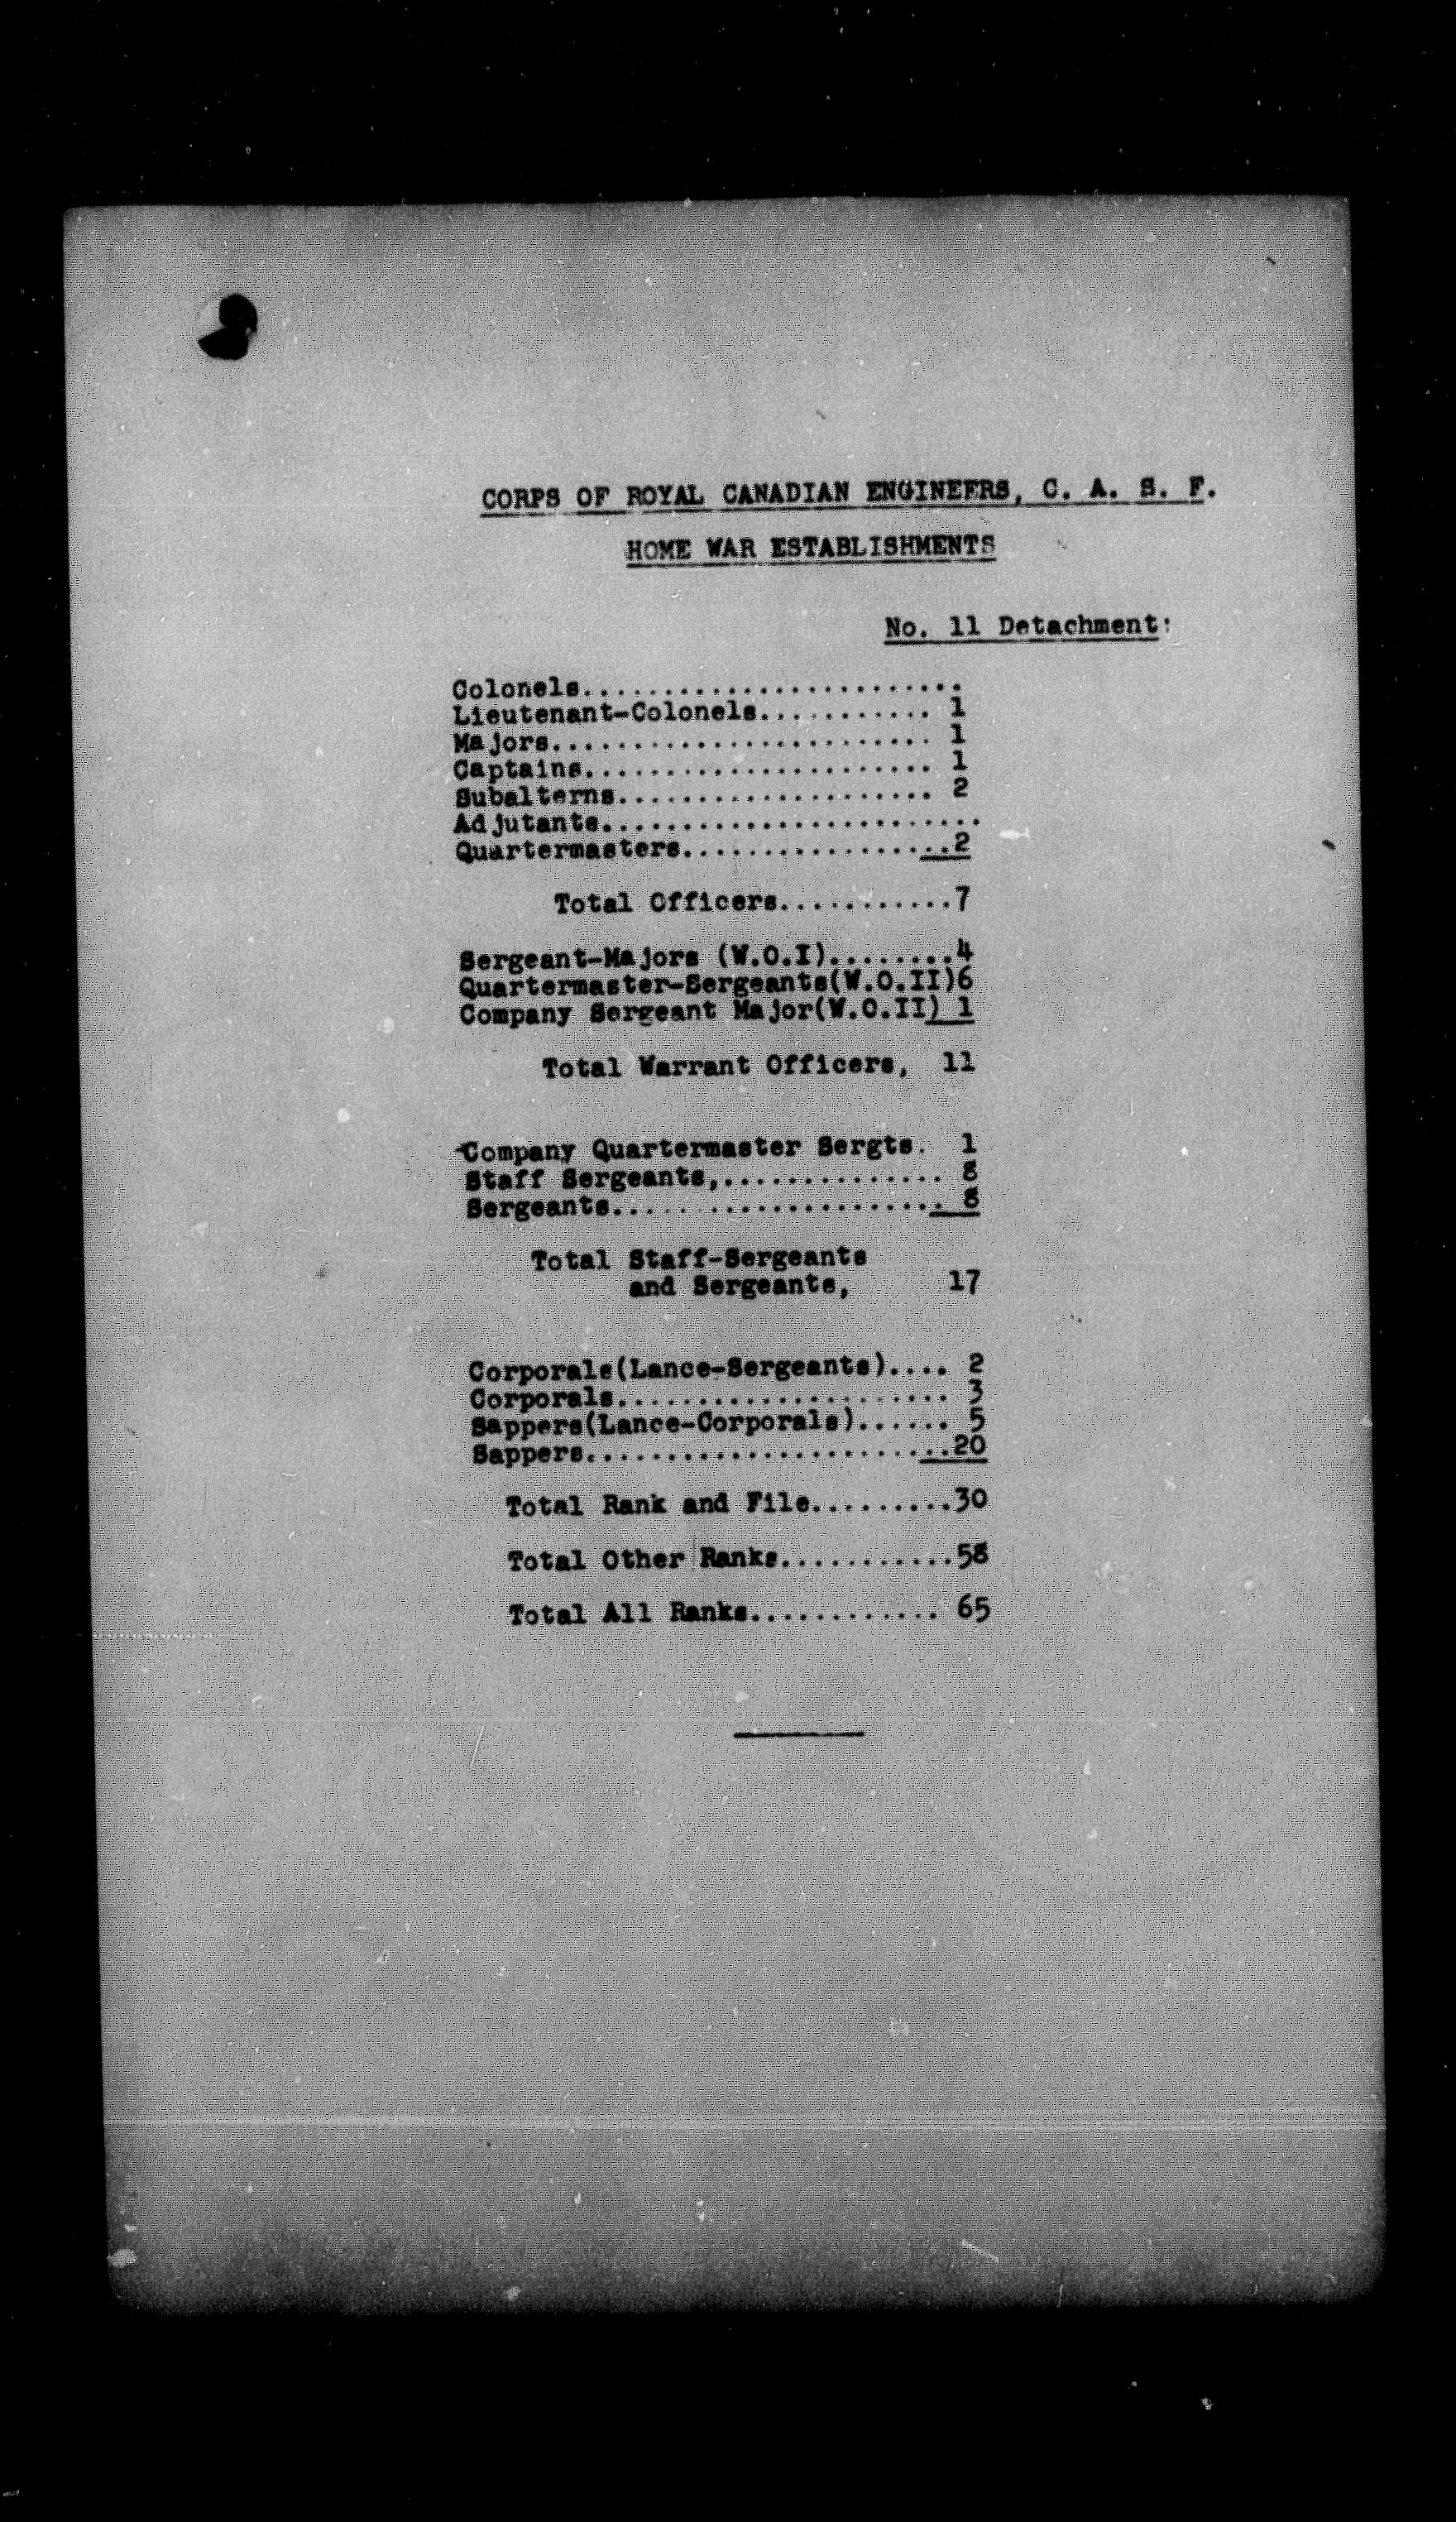 CORPS OF ROYAL CANADIAN ENGINEERS, C. A. S. F.
HOME WAR ESTABLISHMENTS
No. 11 Detachment:
Colonels........................
Lieutenant-Colonels........... 1
Majors........................ 1
Captains...................... 1
Subalterns.................... 2
Adjutants........................
Quartermasters.................2
Total Officers...........7
Sergeant-Majors (W.O.I)........4
Quartermaster-Sergeants(W.O.II)6
Company Sergeant Major(W.O.II) 1
Total Warrant Officers, 11
Company Quartermaster Sergts. 1
Staff Sergeants,.............. 8
Sergeants..................... 8
Total Staff-Sergeants
and Sergeants, 17
Corporals(Lance-Sergeants).... 2
Corporals..................... 3
Sappers(Lance-Corporals)...... 5
Sappers.......................20
Total Rank and File.........30
Total Other Ranks...........58
Total All Ranks............ 65